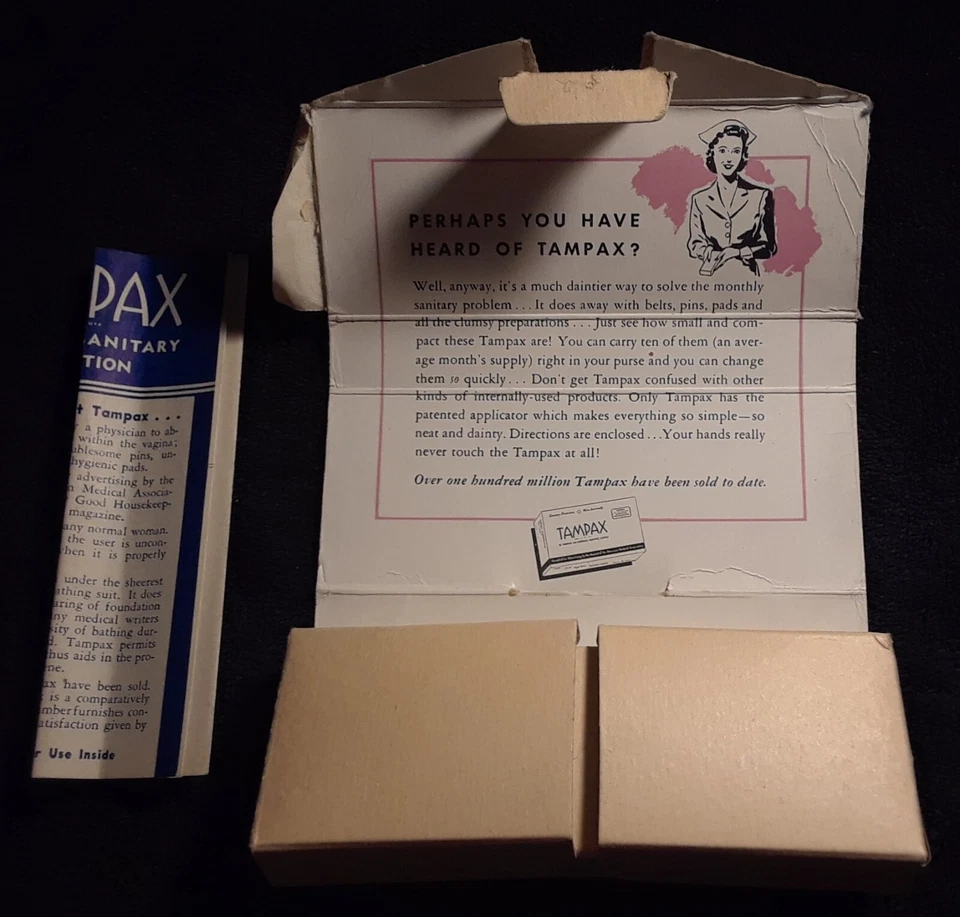 PAX
SANITARY
TION
Tampax...
a physician to ab-
within the vagina;
ublesome pins, un-
hygienic pads.
advertising by the
n Medical Associa-
Good Housekeep-
magazine.
any normal woman.
the user is uncon-
hen it is properly
under the sheerest
athing suit. It does
aring of foundation
ny medical writers
sity of bathing dur-
d. Tampax permits
hus aids in the pro-
ne.
ax have been sold.
is a comparatively
mber furnishes con-
atisfaction given by
r Use Inside
PERHAPS YOU HAVE
HEARD OF TAMPAX?
Well, anyway, it's a much daintier way to solve the monthly
sanitary problem ... It does away with belts, pins, pads and
all the clumsy preparations ... Just see how small and com-
pact these Tampax are! You can carry ten of them (an aver-
age month's supply) right in your purse and you can change
them so quickly ... Don't get Tampax confused with other
kinds of internally-used products. Only Tampax has the
patented applicator which makes everything so simple—so
neat and dainty. Directions are enclosed ... Your hands really
never touch the Tampax at all!
Over one hundred million Tampax have been sold to date.
TAMPAX